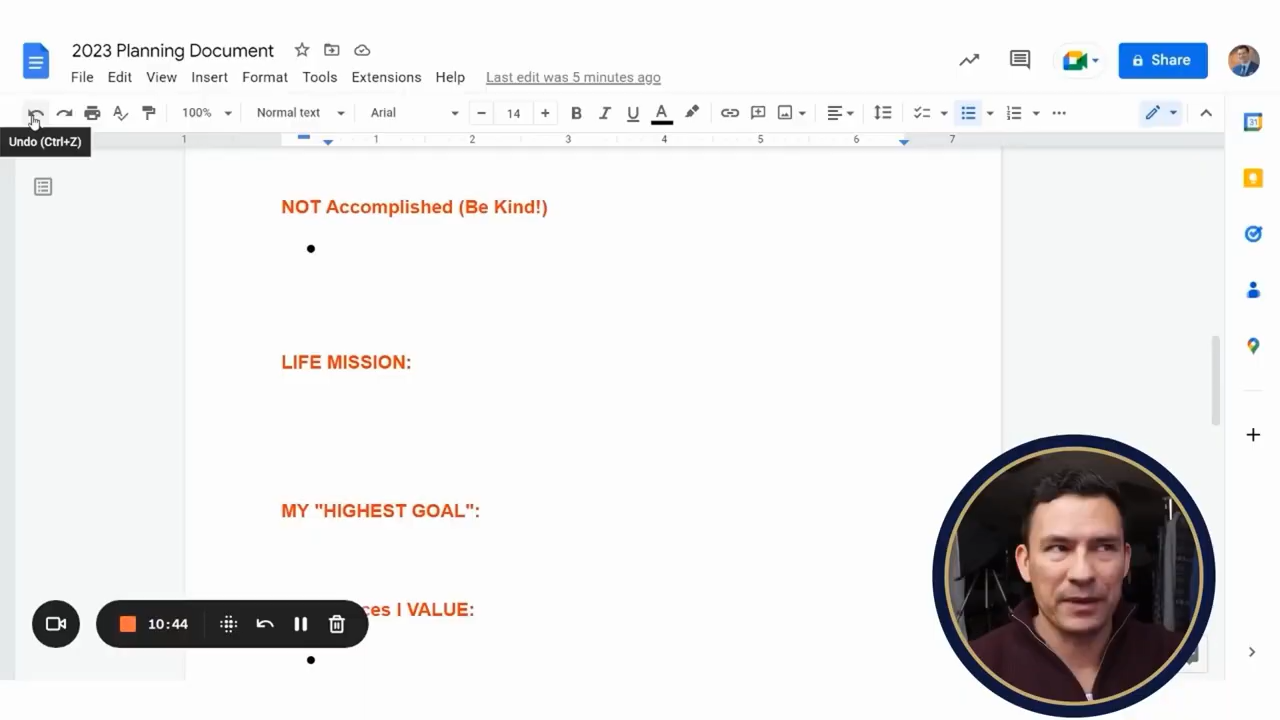 2023 Planning Document
File Edit View Insert Format Tools Extensions Help Last edit was 5 minutes ago
Share
100% Normal text Arial 14 B I U A
Undo (Ctrl+Z)
1 1 2 3 4 5 6 7
31
NOT Accomplished (Be Kind!)
LIFE MISSION:
MY "HIGHEST GOAL":
I VALUE:
10:44